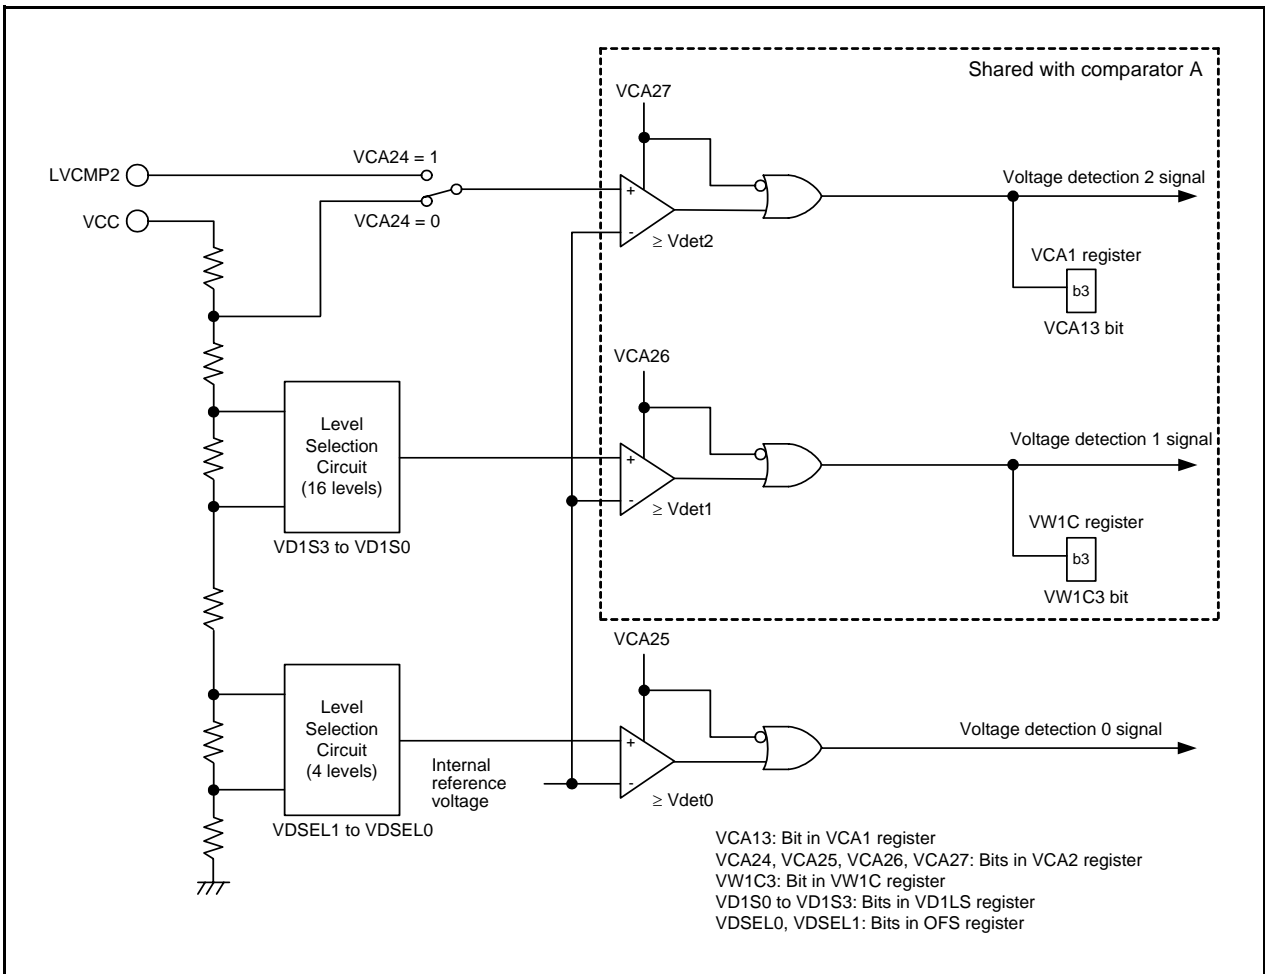 Shared with comparator A
VCA27
VCA24 = 1
LVCMP2
VCC
VCA24 = 0
+
-
≥ Vdet2
Voltage detection 2 signal
VCA1 register
b3
VCA13 bit
VCA26
Level
Selection
Circuit
(16 levels)
VD1S3 to VD1S0
+
-
≥ Vdet1
Voltage detection 1 signal
VW1C register
b3
VW1C3 bit
VCA25
Level
Selection
Circuit
(4 levels)
VDSEL1 to VDSEL0
Internal
reference
voltage
+
-
≥ Vdet0
Voltage detection 0 signal
VCA13: Bit in VCA1 register
VCA24, VCA25, VCA26, VCA27: Bits in VCA2 register
VW1C3: Bit in VW1C register
VD1S0 to VD1S3: Bits in VD1LS register
VDSEL0, VDSEL1: Bits in OFS register